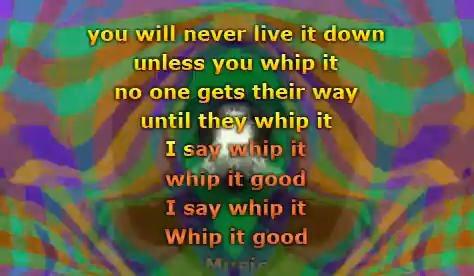 you will never live it down
unless you whip it
no one gets their way
until they whip it
I say whip it
whip it good
I say whip it
Whip it good
Music